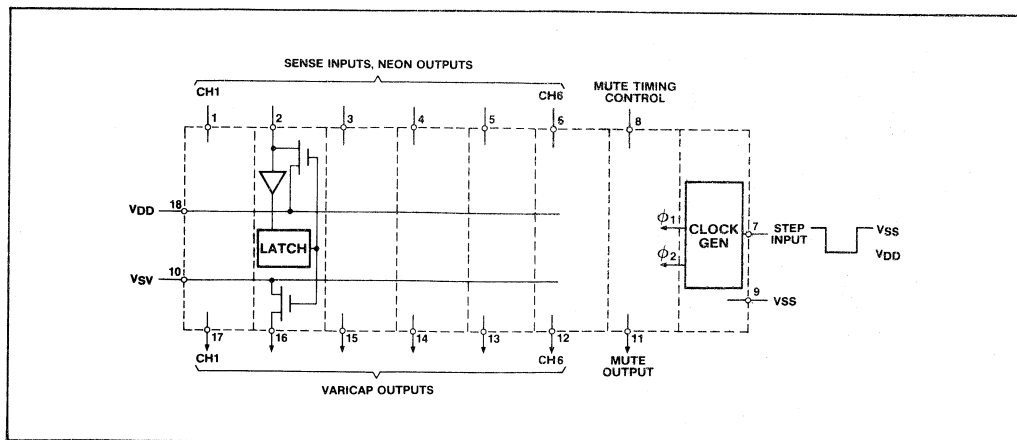 SENSE INPUTS, NEON OUTPUTS
CH1
CH6
MUTE TIMING
CONTROL
1
2
3
4
5
6
8
VDD
18
LATCH
VSV
10
ϕ1
ϕ2
CLOCK
GEN
7
STEP
INPUT
VSS
VDD
9
VSS
17
16
15
14
13
12
11
CH1
CH6
MUTE
OUTPUT
VARICAP OUTPUTS